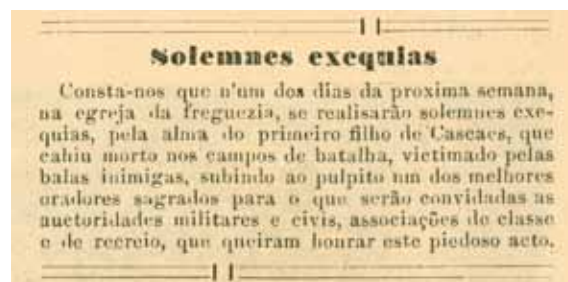 Solemnes exequias
Consta-nos que n'um dos dias da proxima semana,
na egreja da freguezia, se realisarão solemnes exe-
quias, pela alma do primeiro filho de Cascaes, que
cahiu morto nos campos de batalha, victimado pelas
balas inimigas, subindo ao pulpito um dos melhores
oradores sagrados para o que serão convidadas as
auctoridades militares e civis, associações de classe
e de recreio, que queiram honrar este piedoso acto.